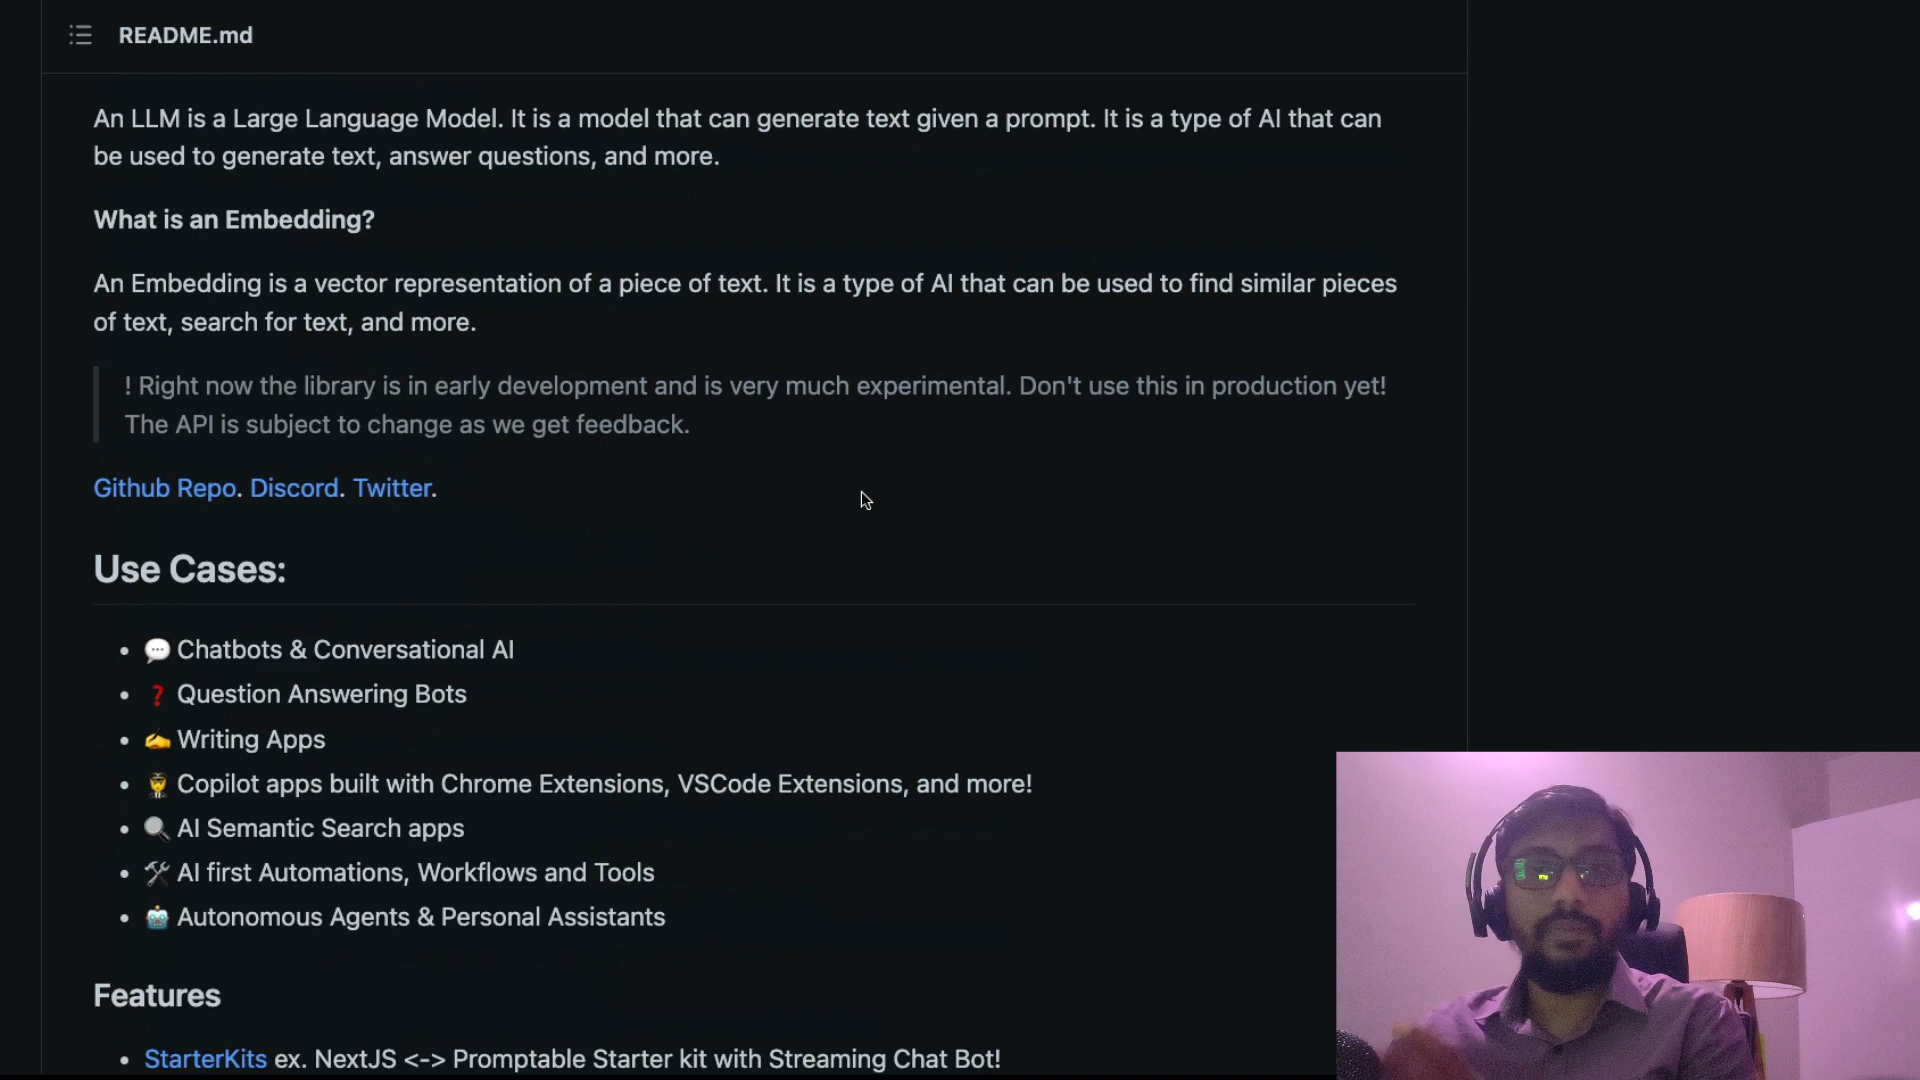 README.md
An LLM is a Large Language Model. It is a model that can generate text given a prompt. It is a type of AI that can
be used to generate text, answer questions, and more.
What is an Embedding?
An Embedding is a vector representation of a piece of text. It is a type of AI that can be used to find similar pieces
of text, search for text, and more.
! Right now the library is in early development and is very much experimental. Don't use this in production yet!
The API is subject to change as we get feedback.
Github Repo. Discord. Twitter.
Use Cases:
• 💬 Chatbots & Conversational AI
• ❓ Question Answering Bots
• ✍️ Writing Apps
• 🧑‍✈️ Copilot apps built with Chrome Extensions, VSCode Extensions, and more!
• 🔍 AI Semantic Search apps
• 🛠 AI first Automations, Workflows and Tools
• 🤖 Autonomous Agents & Personal Assistants
Features
• StarterKits ex. NextJS <-> Promptable Starter kit with Streaming Chat Bot!